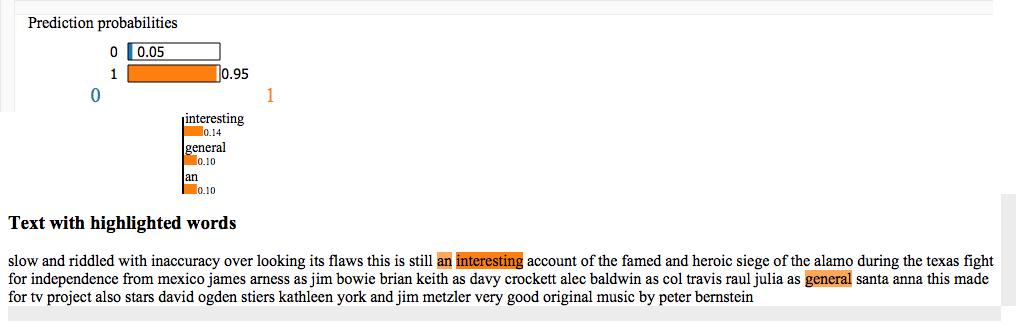 Prediction probabilities
0 0.05
1 0.95
0 1
interesting
0.14
general
0.10
an
0.10
Text with highlighted words
slow and riddled with inaccuracy over looking its flaws this is still an interesting account of the famed and heroic siege of the alamo during the texas fight
for independence from mexico james arness as jim bowie brian keith as davy crockett alec baldwin as col travis raul julia as general santa anna this made
for tv project also stars david ogden stiers kathleen york and jim metzler very good original music by peter bernstein